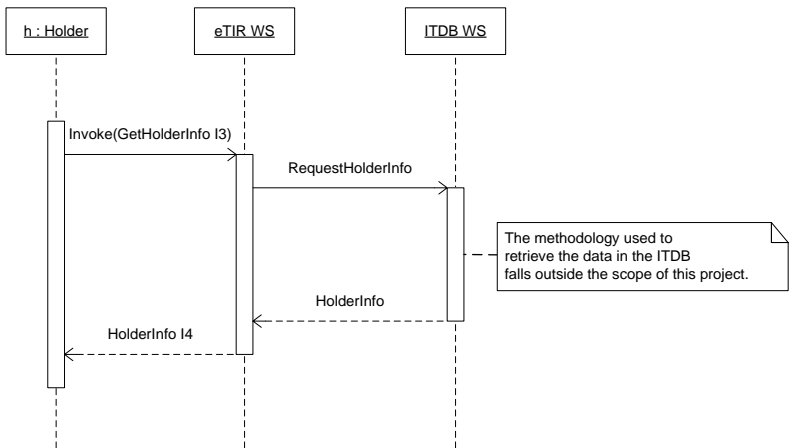 h : Holder
eTIR WS
ITDB WS
Invoke(GetHolderInfo I3)
RequestHolderInfo
The methodology used to
retrieve the data in the ITDB
falls outside the scope of this project.
HolderInfo
HolderInfo I4